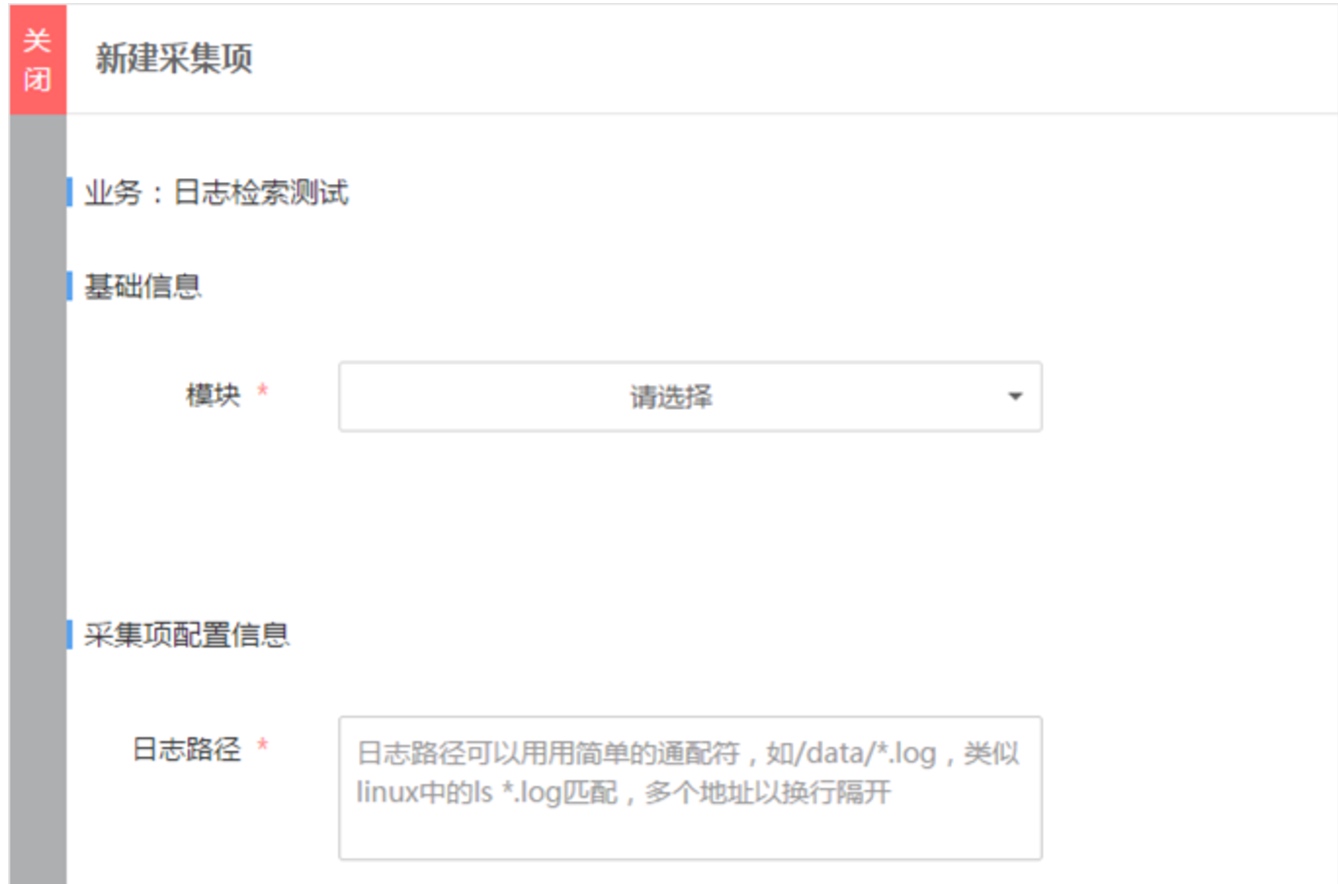 关
闭
新建采集项
业务：日志检索测试
基础信息
模块 *
请选择
采集项配置信息
日志路径 *
日志路径可以用用简单的通配符，如/data/*.log，类似
linux中的ls *.log匹配，多个地址以换行隔开